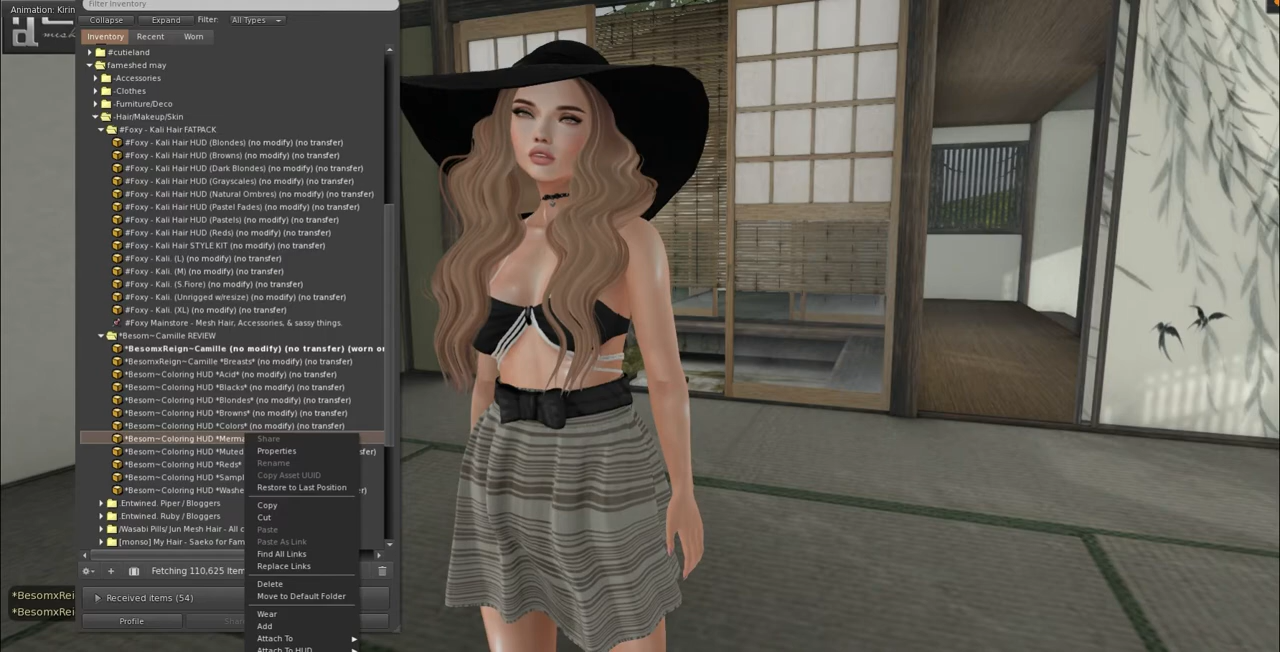 Animation: Kirin
Filter Inventory
Collapse
Expand
Filter:
All Types
Inventory
Recent
Worn
#cutieland
fameshed may
-Accessories
-Clothes
-Furniture/Deco
-Hair/Makeup/Skin
#Foxy - Kali Hair FATPACK
#Foxy - Kali Hair HUD (Blondes) (no modify) (no transfer)
#Foxy - Kali Hair HUD (Browns) (no modify) (no transfer)
#Foxy - Kali Hair HUD (Dark Blondes) (no modify) (no transfer)
#Foxy - Kali Hair HUD (Grayscales) (no modify) (no transfer)
#Foxy - Kali Hair HUD (Natural Ombres) (no modify) (no transfer)
#Foxy - Kali Hair HUD (Pastel Fades) (no modify) (no transfer)
#Foxy - Kali Hair HUD (Pastels) (no modify) (no transfer)
#Foxy - Kali Hair HUD (Reds) (no modify) (no transfer)
#Foxy - Kali Hair STYLE KIT (no modify) (no transfer)
#Foxy - Kali. (L) (no modify) (no transfer)
#Foxy - Kali. (M) (no modify) (no transfer)
#Foxy - Kali. (S.Fiore) (no modify) (no transfer)
#Foxy - Kali. (Unrigged w/resize) (no modify) (no transfer)
#Foxy - Kali. (XL) (no modify) (no transfer)
#Foxy Mainstore - Mesh Hair, Accessories, & sassy things.
*Besom~Camille REVIEW
*BesomxReign~Camille (no modify) (no transfer) (worn o
*BesomxReign~Camille *Breasts* (no modify) (no transfer)
*Besom~Coloring HUD *Acid* (no modify) (no transfer)
*Besom~Coloring HUD *Blacks* (no modify) (no transfer)
*Besom~Coloring HUD *Blondes* (no modify) (no transfer)
*Besom~Coloring HUD *Browns* (no modify) (no transfer)
*Besom~Coloring HUD *Colors* (no modify) (no transfer)
*Besom~Coloring HUD *Merma
*Besom~Coloring HUD *Muted sfer)
*Besom~Coloring HUD *Reds*
*Besom~Coloring HUD *Sampl
*Besom~Coloring HUD *Washe r)
.Entwined. Piper / Bloggers
.Entwined. Ruby / Bloggers
/Wasabi Pills/ Jun Mesh Hair - All c
[monso] My Hair - Saeko for Fam
Share
Properties
Rename
Copy Asset UUID
Restore to Last Position
Copy
Cut
Paste
Paste As Link
Find All Links
Replace Links
Delete
Move to Default Folder
Wear
Add
Attach To
Attach To HUD
Fetching 110,625 Item
Received items (54)
Profile
Shar
*BesomxRei
*BesomxRei